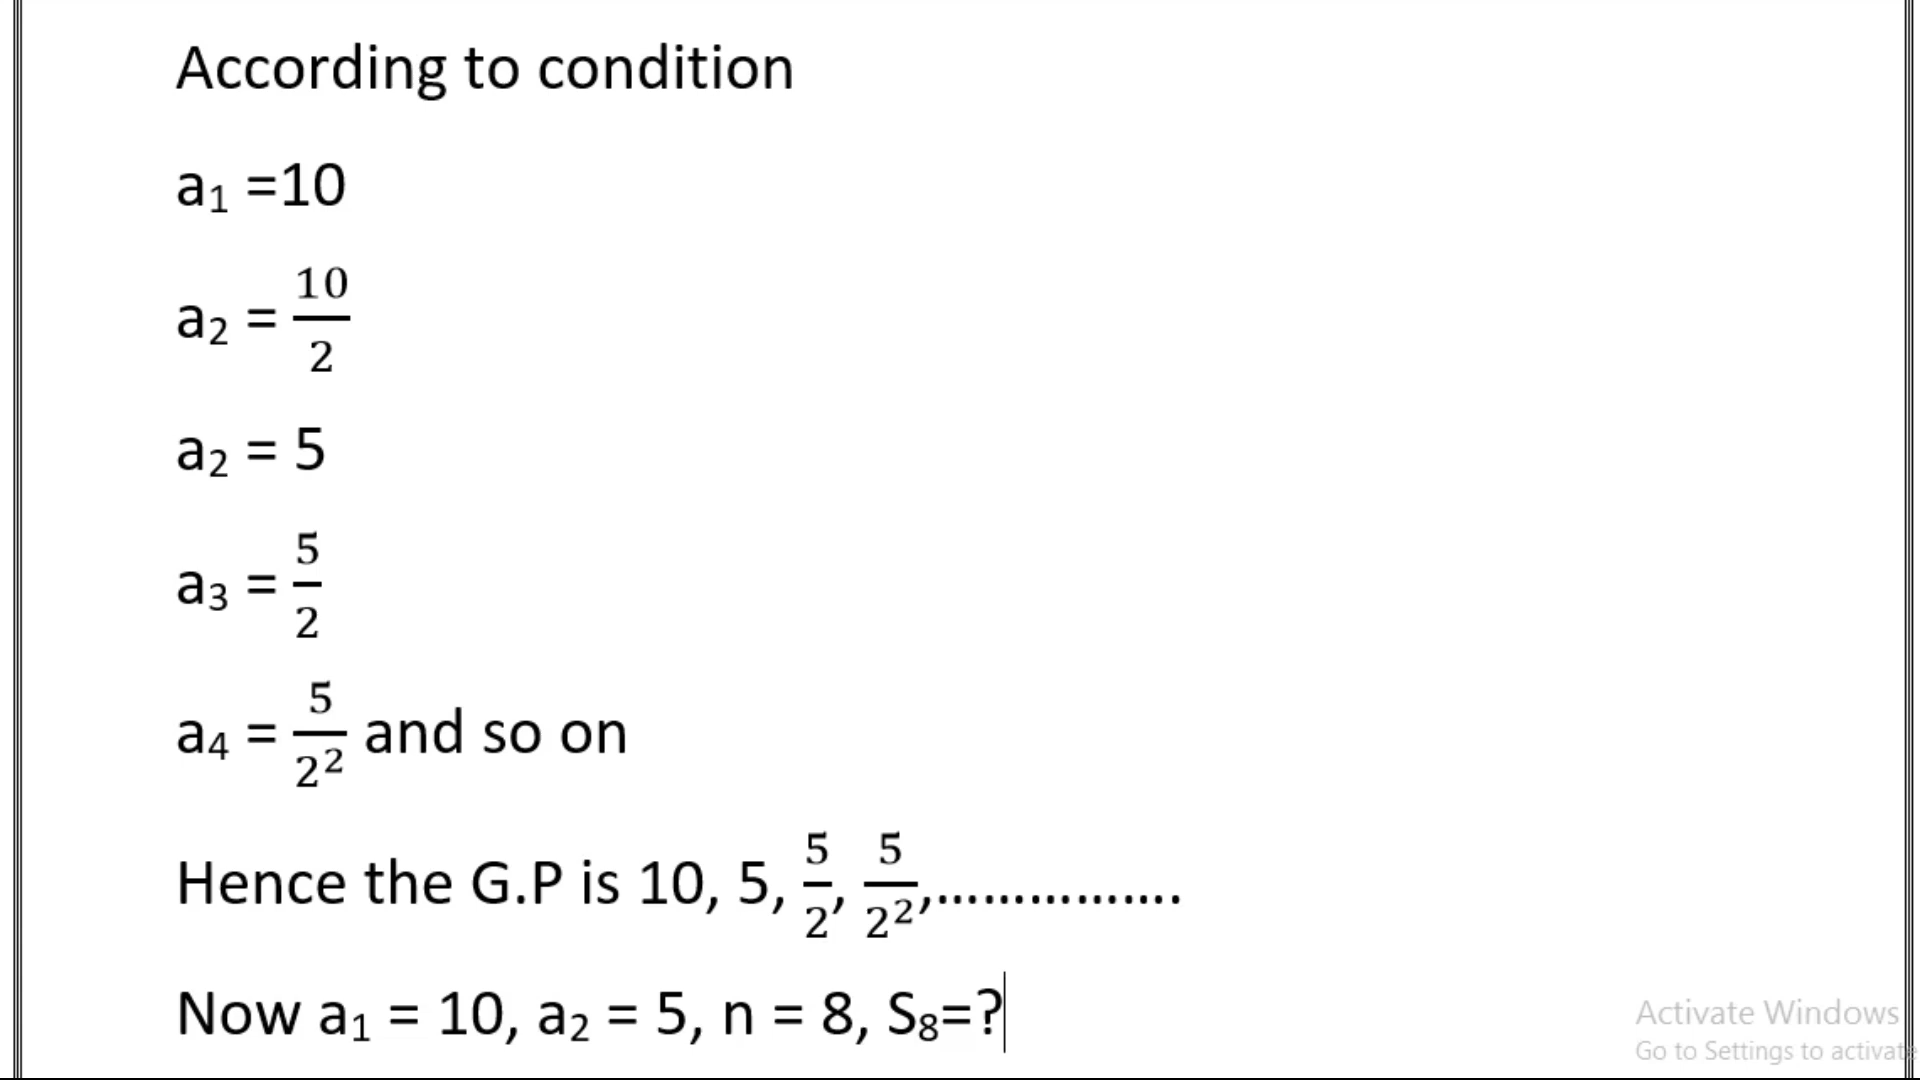 According to condition
a₁ =10
a₂ = 10/2
a₂ = 5
a₃ = 5/2
a₄ = 5/2² and so on
Hence the G.P is 10, 5, 5/2, 5/2²,................
Now a₁ = 10, a₂ = 5, n = 8, S₈=?
Activate Windows
Go to Settings to activate